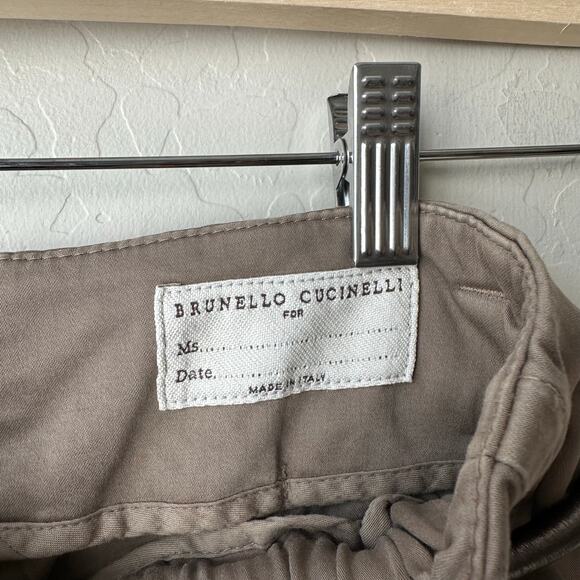 BRUNELLO CUCINELLI
FOR
Ms..............................
Date............................
MADE IN ITALY